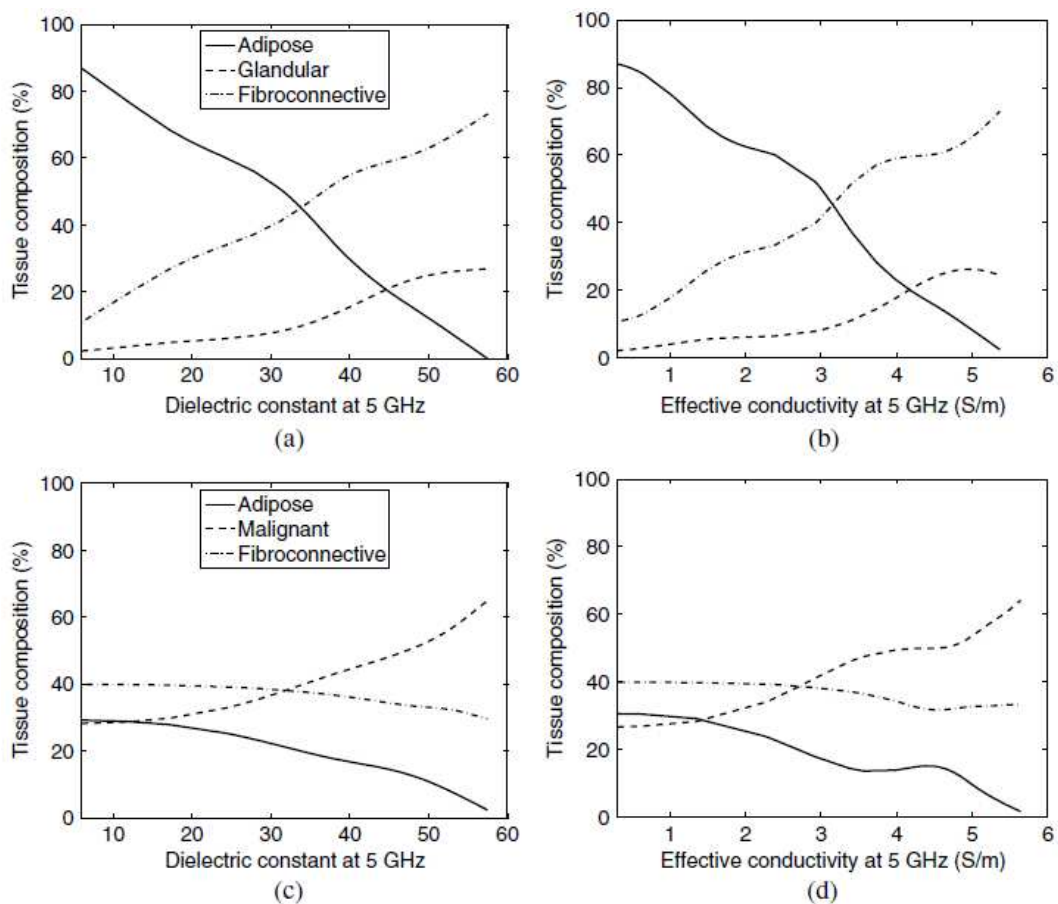 100
80
60
40
20
0
Tissue composition (%)
Adipose
Glandular
Fibroconnective
10 20 30 40 50 60
Dielectric constant at 5 GHz
(a)
100
80
60
40
20
0
Tissue composition (%)
1 2 3 4 5 6
Effective conductivity at 5 GHz (S/m)
(b)
100
80
60
40
20
0
Tissue composition (%)
Adipose
Malignant
Fibroconnective
10 20 30 40 50 60
Dielectric constant at 5 GHz
(c)
100
80
60
40
20
0
Tissue composition (%)
1 2 3 4 5 6
Effective conductivity at 5 GHz (S/m)
(d)